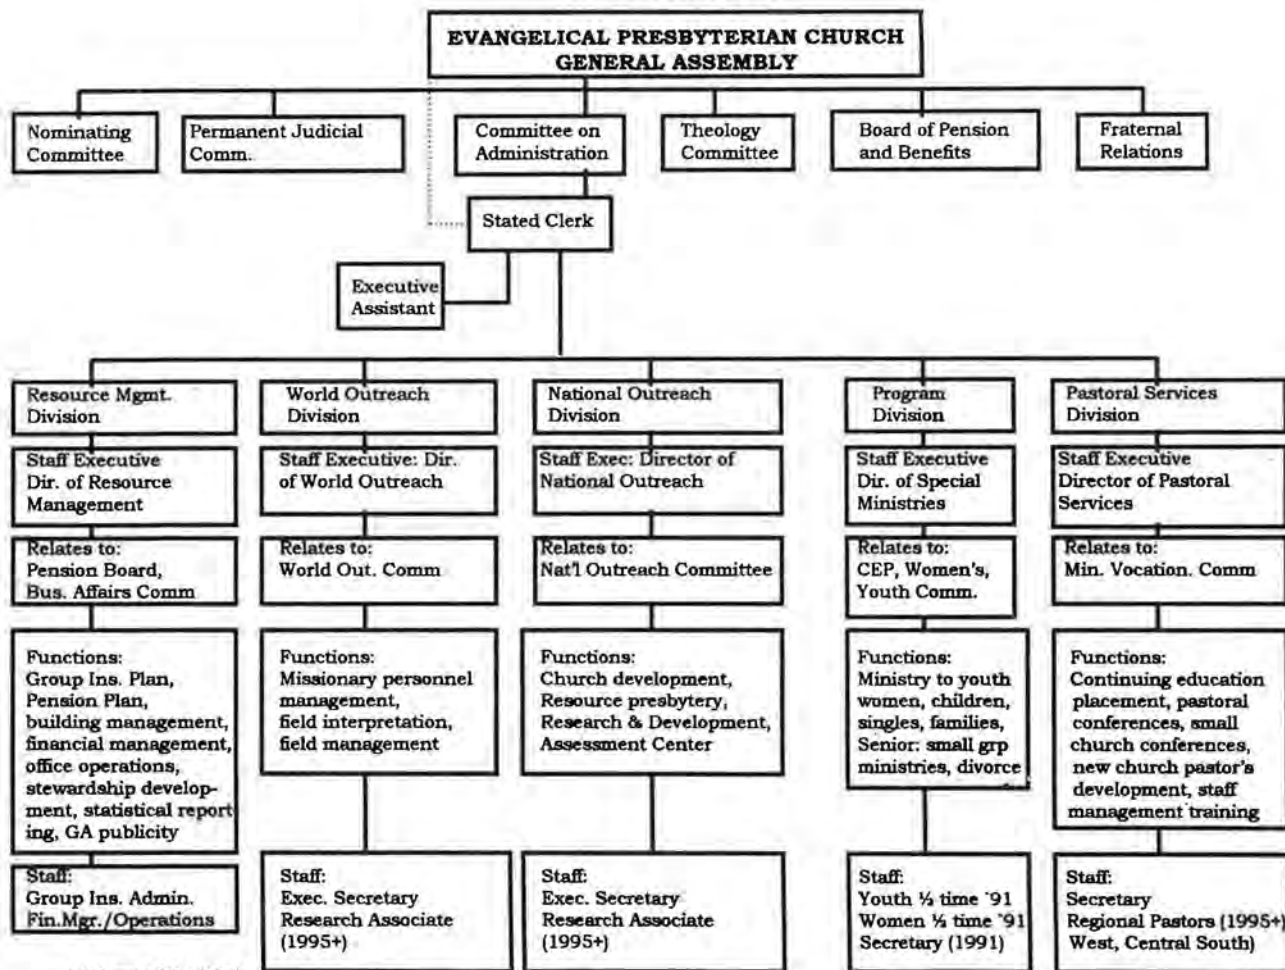 EVANGELICAL PRESBYTERIAN CHURCH
GENERAL ASSEMBLY
Nominating
Committee
Permanent Judicial
Comm.
Committee on
Administration
Theology
Committee
Board of Pension
and Benefits
Fraternal
Relations
Stated Clerk
Executive
Assistant
Resource Mgmt.
Division
World Outreach
Division
National Outreach
Division
Program
Division
Pastoral Services
Division
Staff Executive
Dir. of Resource
Management
Staff Executive: Dir.
of World Outreach
Staff Exec: Director of
National Outreach
Staff Executive
Dir. of Special
Ministries
Staff Executive
Director of Pastoral
Services
Relates to:
Pension Board,
Bus. Affairs Comm
Relates to:
World Out. Comm
Relates to:
Nat'l Outreach Committee
Relates to:
CEP, Women's,
Youth Comm.
Relates to:
Min. Vocation. Comm
Functions:
Group Ins. Plan,
Pension Plan,
building management,
financial management,
office operations,
stewardship develop-
ment, statistical report
ing, GA publicity
Functions:
Missionary personnel
management,
field interpretation,
field management
Functions:
Church development,
Resource presbytery,
Research & Development,
Assessment Center
Functions:
Ministry to youth
women, children,
singles, families,
Senior: small grp
ministries, divorce
Functions:
Continuing education
placement, pastoral
conferences, small
church conferences,
new church pastor's
development, staff
management training
Staff:
Group Ins. Admin.
Fin.Mgr./Operations
Staff:
Exec. Secretary
Research Associate
(1995+)
Staff:
Exec. Secretary
Research Associate
(1995+)
Staff:
Youth ½ time '91
Women ½ time '91
Secretary (1991)
Staff:
Secretary
Regional Pastors (1995+)
West, Central South)